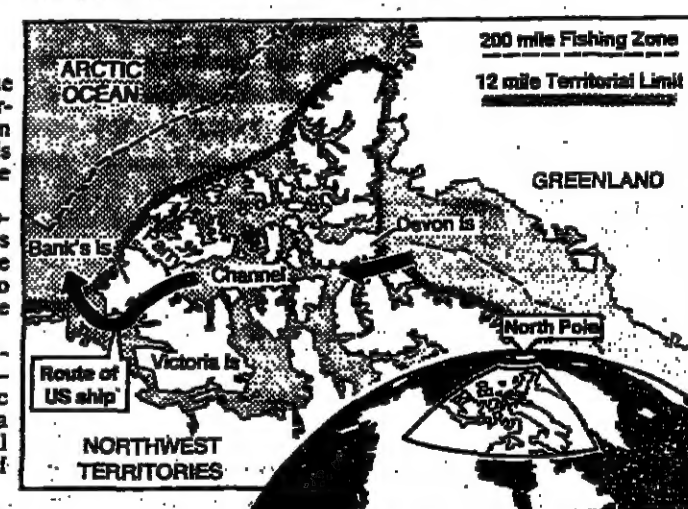 200 mile Fishing Zone
12 mile Territorial Limit
ARCTIC
OCEAN
GREENLAND
Devon Is
Bank's Is
Channel
North Pole
Route of
US ship
Victoria Is
NORTHWEST
TERRITORIES